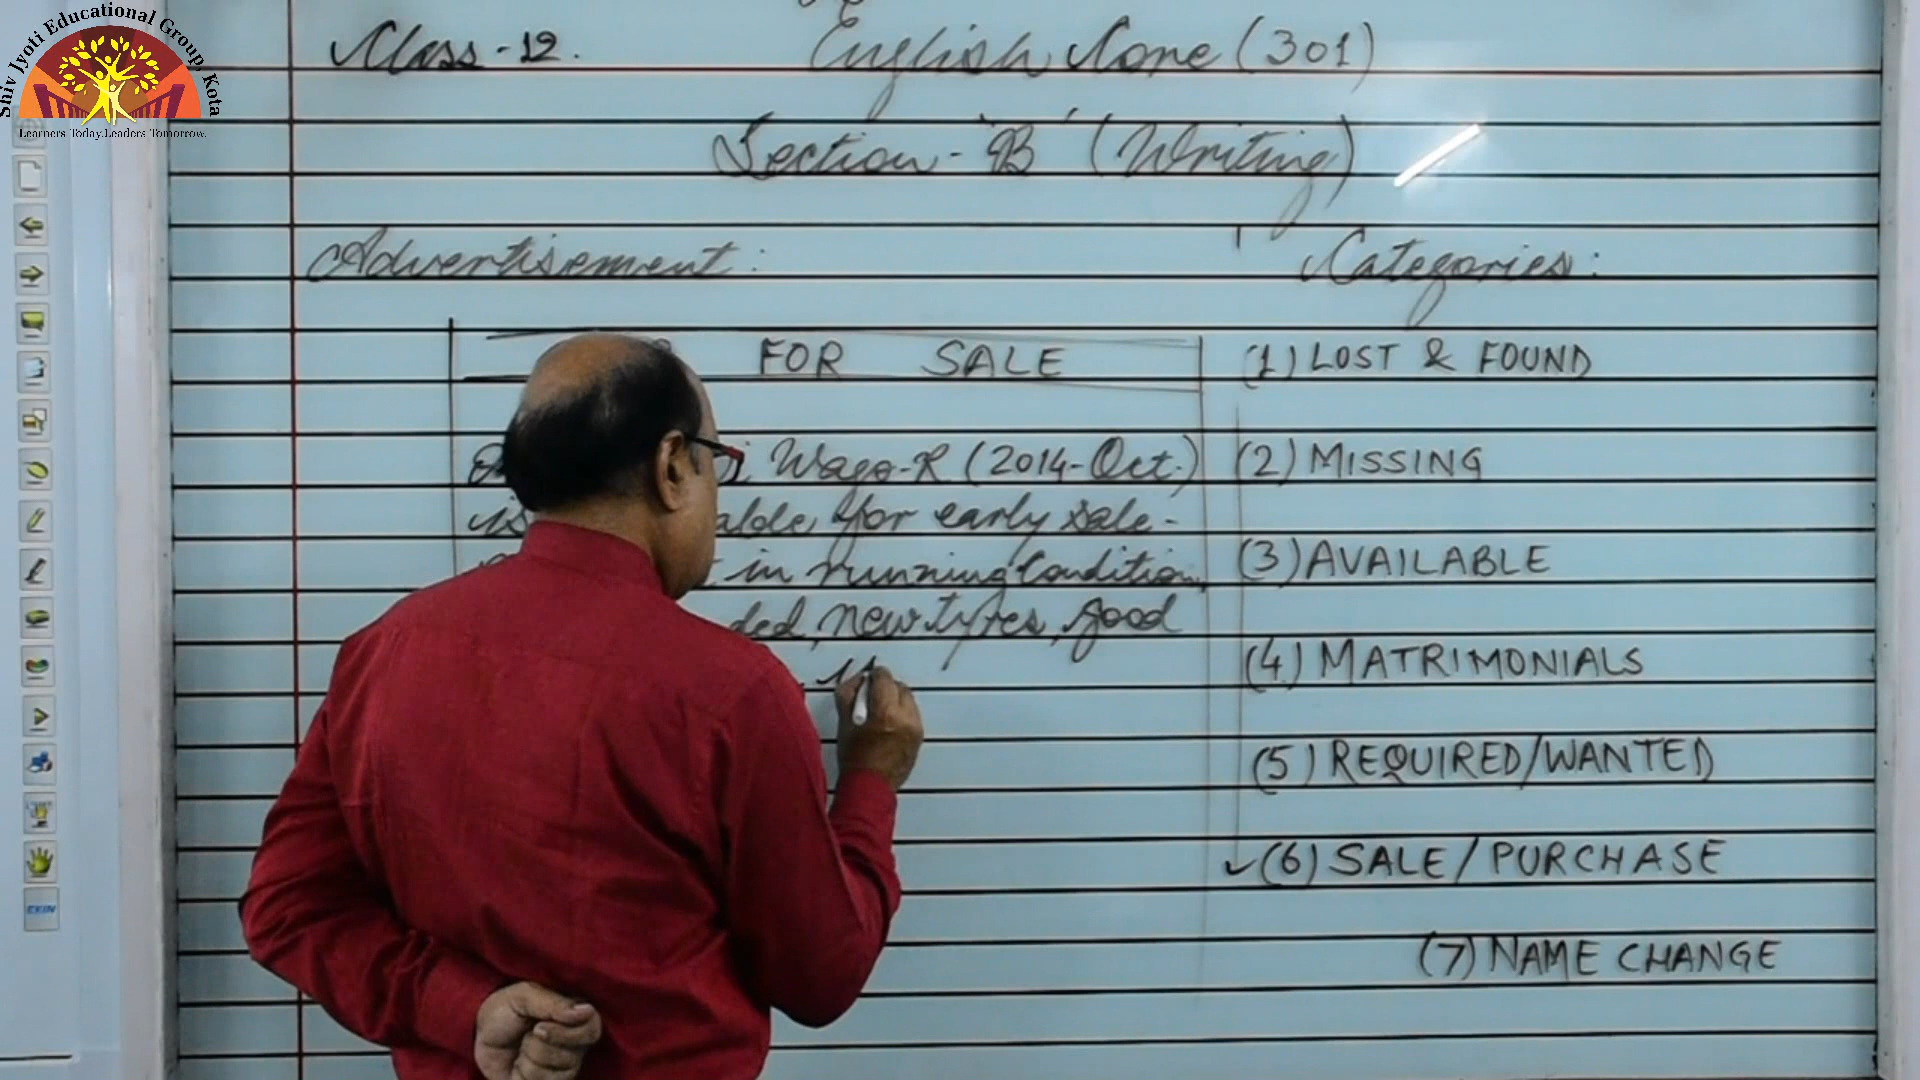 Shiv Jyoti Educational Group, Kota
Learners Today.Leaders Tomorrow.
Class - 12.
English Core (301)
Section - 'B' (Writing)
Advertisement :
Categories :
FOR SALE
Wago-R (2014-Oct.)
is for early sale -
in running Condition,
new tyres, good
(1) LOST & FOUND
(2) MISSING
(3) AVAILABLE
(4) MATRIMONIALS
(5) REQUIRED/WANTED
(6) SALE/PURCHASE
(7) NAME CHANGE